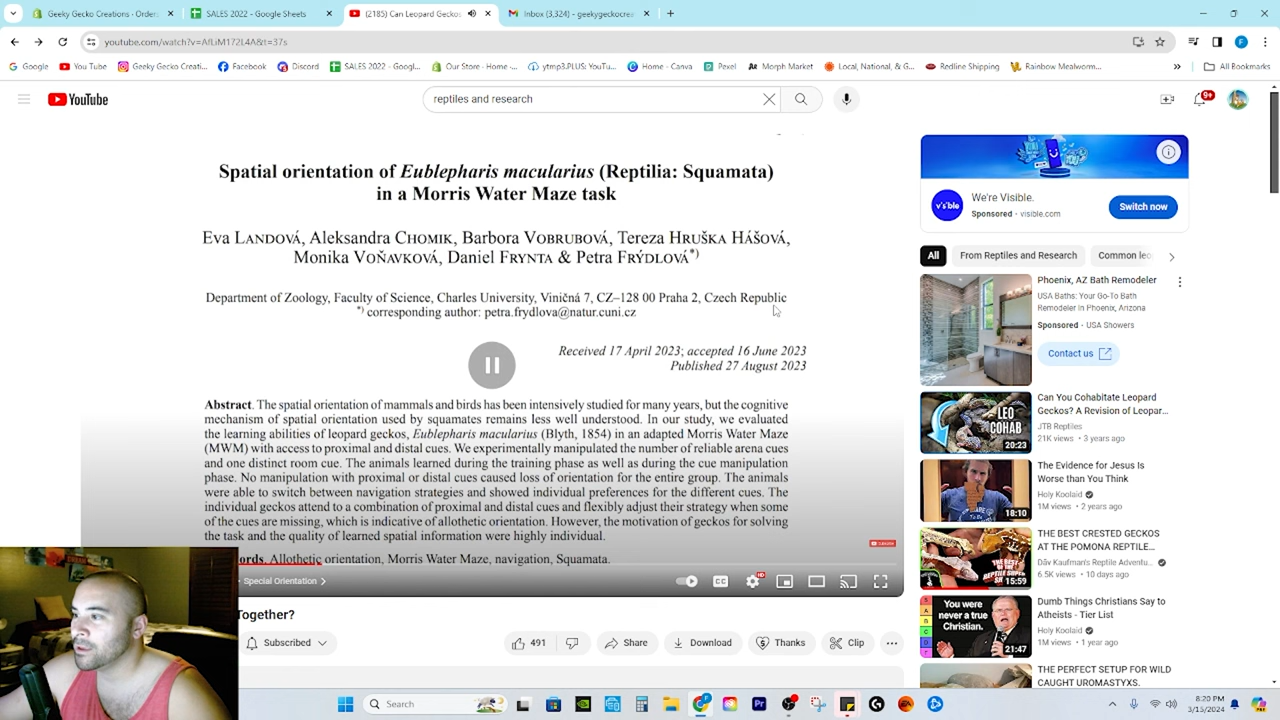 Geeky Geek Creations - Orders
SALES 2022 - Google Sheets
(2185) Can Leopard Geckos
Inbox (3,324) - geekygeckocrea
youtube.com/watch?v=AfLiM172L4A&t=37s
Google
You Tube
Geeky Gecko Creati...
Facebook
Discord
SALES 2022 - Googl...
Our Store - Home -...
ytmp3.PLUS: YouTu...
Home - Canva
Pexel
Morph Market
Local, National, & G...
Redline Shipping
Rainbow Mealworm...
All Bookmarks
YouTube
reptiles and research
9+
Spatial orientation of Eublepharis macularius (Reptilia: Squamata)
in a Morris Water Maze task
Eva Landová, Aleksandra Chomik, Barbora Vobrubová, Tereza Hruška Hášová,
Monika Voňavková, Daniel Frynta & Petra Frýdlová*)
Department of Zoology, Faculty of Science, Charles University, Viničná 7, CZ–128 00 Praha 2, Czech Republic
*) corresponding author: petra.frydlova@natur.cuni.cz
Received 17 April 2023; accepted 16 June 2023
Published 27 August 2023
Abstract. The spatial orientation of mammals and birds has been intensively studied for many years, but the cognitive
mechanism of spatial orientation used by squamates remains less well understood. In our study, we evaluated
the learning abilities of leopard geckos, Eublepharis macularius (Blyth, 1854) in an adapted Morris Water Maze
(MWM) with access to proximal and distal cues. We experimentally manipulated the number of reliable arena cues
and one distinct room cue. The animals learned during the training phase as well as during the cue manipulation
phase. No manipulation with proximal or distal cues caused loss of orientation for the entire group. The animals
were able to switch between navigation strategies and showed individual preferences for the different cues. The
individual geckos attend to a combination of proximal and distal cues and flexibly adjust their strategy when some
of the cues are missing, which is indicative of allothetic orientation. However, the motivation of geckos for solving
the task and the quality of learned spatial information were highly individual.
ords. Allothetic orientation, Morris Water Maze, navigation, Squamata.
Special Orientation
HD
Together?
Subscribed
491
Share
Download
Thanks
Clip
visible
We're Visible.
Sponsored · visible.com
Switch now
All
From Reptiles and Research
Common leo
Phoenix, AZ Bath Remodeler
USA Baths: Your Go-To Bath
Remodeler in Phoenix, Arizona
Sponsored · USA Showers
Contact us
LEO
COHAB
20:23
Can You Cohabitate Leopard
Geckos? A Revision of Leopar...
JTB Reptiles
21K views • 3 years ago
18:10
The Evidence for Jesus Is
Worse than You Think
Holy Koolaid
1M views • 2 years ago
15:59
THE BEST CRESTED GECKOS
AT THE POMONA REPTILE...
Dāv Kaufman's Reptile Adventu...
6.5K views • 10 days ago
You were
never a true
Christian.
21:47
Dumb Things Christians Say to
Atheists - Tier List
Holy Koolaid
1M views • 1 year ago
THE PERFECT SETUP FOR WILD
CAUGHT UROMASTYXS.
Search
8:20 PM
3/15/2024